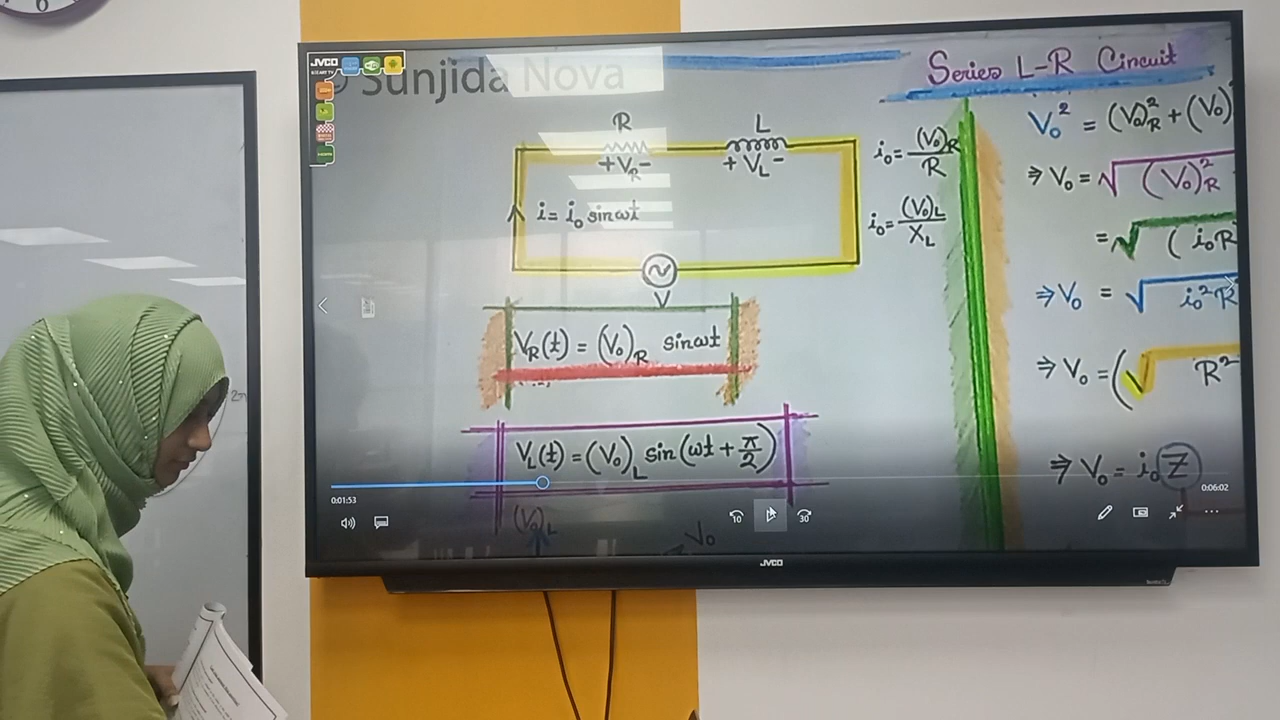 JVCO
© Sunjida Nova
Series L-R Circuit
R
L
+ V_R -
+ V_L -
i = i₀ sinωt
V
i₀ = (V₀)_R / R
i₀ = (V₀)_L / X_L
V_R(t) = (V₀)_R sinωt
V_L(t) = (V₀)_L sin(ωt + π/2)
(V₀)_L
V₀
V₀² = (V₀)²_R + (V₀)
⇒ V₀ = √(V₀)²_R
= √(i₀R
⇒ V₀ = √i₀²R
⇒ V₀ = (√R²
⇒ V₀ = i₀Z
0:01:53
0:06:02
10
30
JVCO
6